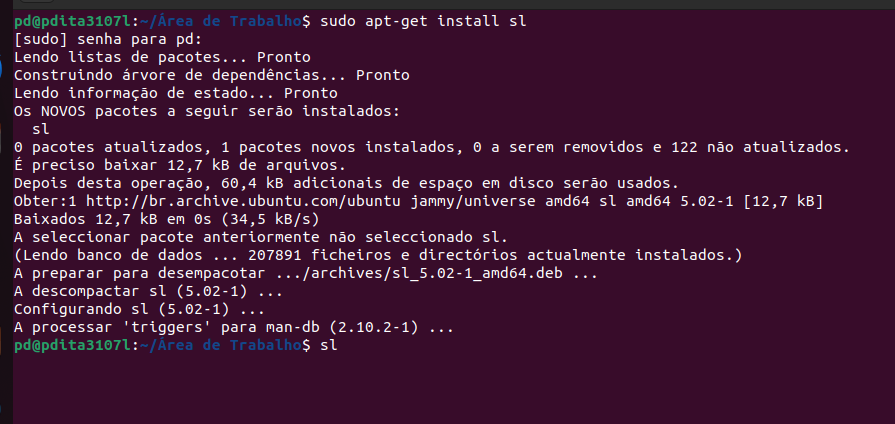 pd@pdita3107l:~/Área de Trabalho$ sudo apt-get install sl
[sudo] senha para pd:
Lendo listas de pacotes... Pronto
Construindo árvore de dependências... Pronto
Lendo informação de estado... Pronto
Os NOVOS pacotes a seguir serão instalados:
  sl
0 pacotes atualizados, 1 pacotes novos instalados, 0 a serem removidos e 122 não atualizados.
É preciso baixar 12,7 kB de arquivos.
Depois desta operação, 60,4 kB adicionais de espaço em disco serão usados.
Obter:1 http://br.archive.ubuntu.com/ubuntu jammy/universe amd64 sl amd64 5.02-1 [12,7 kB]
Baixados 12,7 kB em 0s (34,5 kB/s)
A seleccionar pacote anteriormente não seleccionado sl.
(Lendo banco de dados ... 207891 ficheiros e directórios actualmente instalados.)
A preparar para desempacotar .../archives/sl_5.02-1_amd64.deb ...
A descompactar sl (5.02-1) ...
Configurando sl (5.02-1) ...
A processar 'triggers' para man-db (2.10.2-1) ...
pd@pdita3107l:~/Área de Trabalho$ sl